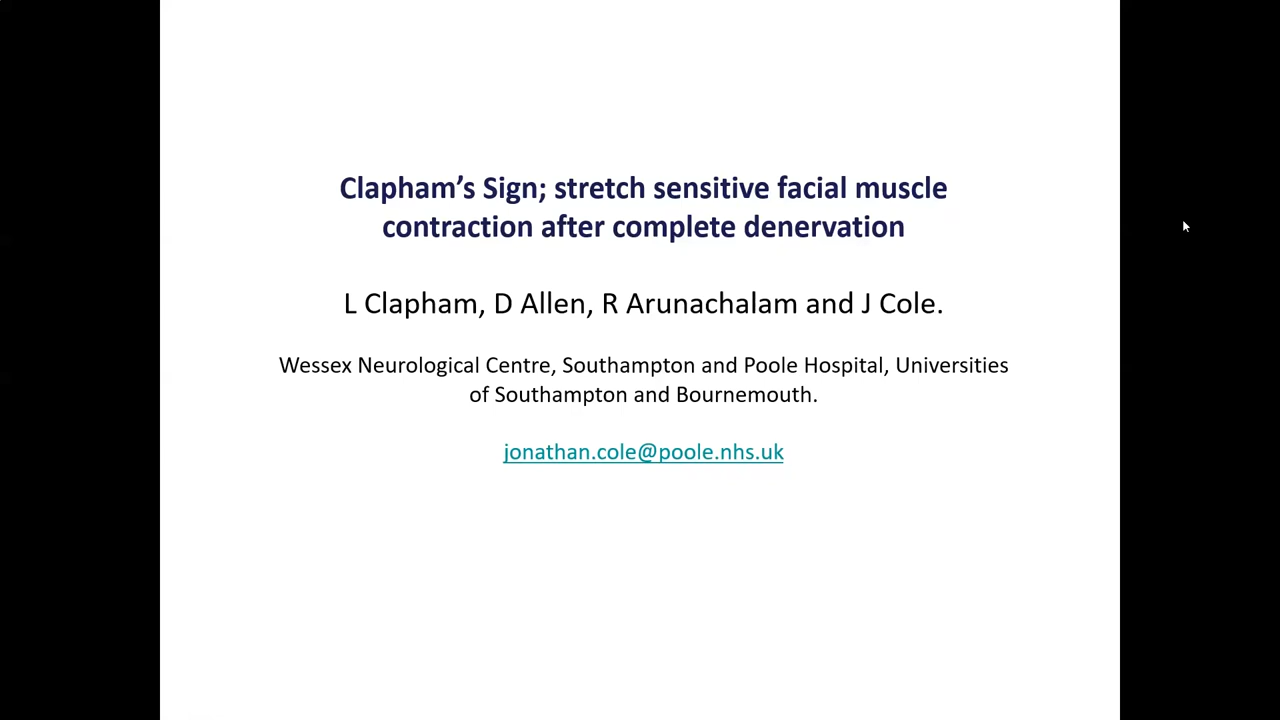 Clapham’s Sign; stretch sensitive facial muscle
contraction after complete denervation
L Clapham, D Allen, R Arunachalam and J Cole.
Wessex Neurological Centre, Southampton and Poole Hospital, Universities
of Southampton and Bournemouth.
jonathan.cole@poole.nhs.uk